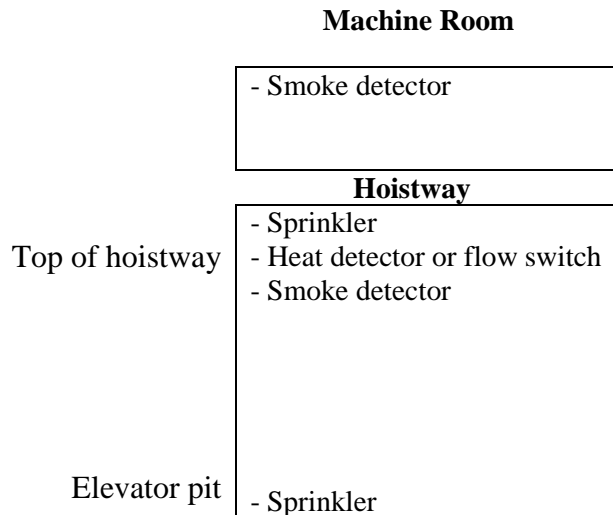 Machine Room
- Smoke detector
Hoistway
- Sprinkler
Top of hoistway - Heat detector or flow switch
- Smoke detector
Elevator pit
- Sprinkler